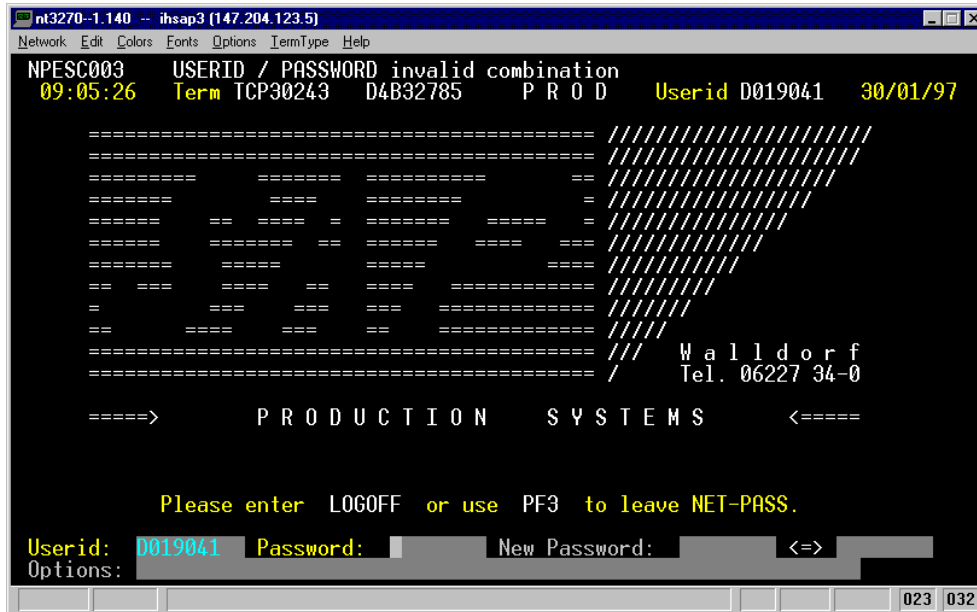 nt3270--1.140 -- ihsap3 (147.204.123.5)
Network Edit Colors Fonts Options TermType Help
NPESC003 USERID / PASSWORD invalid combination
09:05:26 Term TCP30243 D4B32785 P R O D Userid D019041 30/01/97
========================================== //////////////////////
========================================== /////////////////////
========= ======= ========== == ///////////////////
======= ==== ======== = /////////////////
====== == ==== = ======= ===== = ///////////////
====== ======= == ====== ==== === /////////////
======= ===== ===== ==== ///////////
== === ==== == ==== ============ /////////
= === === === ============= ///////
== ==== === == ============= /////
========================================== /// W a l l d o r f
========================================== / Tel. 06227 34-0
=====> P R O D U C T I O N S Y S T E M S <=====
Please enter LOGOFF or use PF3 to leave NET-PASS.
Userid: D019041 Password: New Password: <=>
Options:
023 032